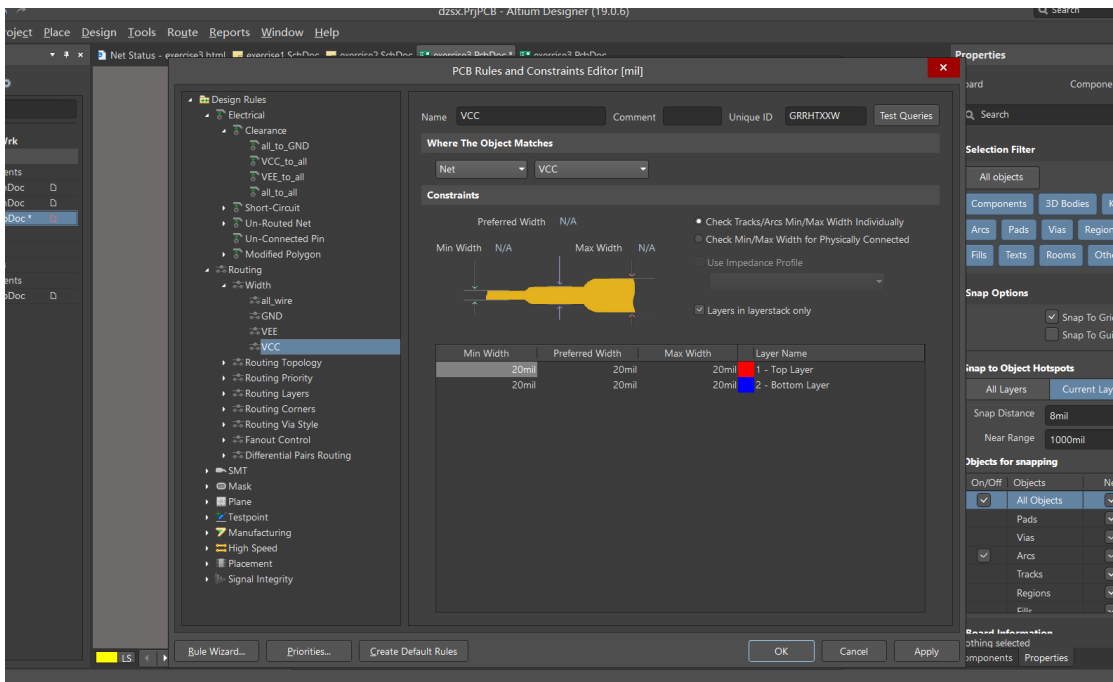 dzsx.PrjPCB - Altium Designer (19.0.6)
Search
oject Place Design Tools Route Reports Window Help
Net Status - exercise3.html exercise1.SchDoc exercise2.SchDoc exercise3.PcbDoc * exercise3.PcbDoc
Properties
PCB Rules and Constraints Editor [mil]
oard Compone
Search
Selection Filter
All objects
Components 3D Bodies K
Arcs Pads Vias Region
Fills Texts Rooms Othe
Snap Options
Snap To Gri
Snap To Gui
Snap to Object Hotspots
All Layers Current Lay
Snap Distance 8mil
Near Range 1000mil
Objects for snapping
On/Off Objects Ne
All Objects
Pads
Vias
Arcs
Tracks
Regions
Fills
Board Information
othing selected
omponents Properties
Wrk
ents
Doc
Doc
bDoc *
ents
bDoc
Design Rules
Electrical
Clearance
all_to_GND
VCC_to_all
VEE_to_all
all_to_all
Short-Circuit
Un-Routed Net
Un-Connected Pin
Modified Polygon
Routing
Width
all_wire
GND
VEE
VCC
Routing Topology
Routing Priority
Routing Layers
Routing Corners
Routing Via Style
Fanout Control
Differential Pairs Routing
SMT
Mask
Plane
Testpoint
Manufacturing
High Speed
Placement
Signal Integrity
Name VCC Comment Unique ID GRRHTXXW Test Queries
Where The Object Matches
Net VCC
Constraints
Preferred Width N/A
Min Width N/A Max Width N/A
Check Tracks/Arcs Min/Max Width Individually
Check Min/Max Width for Physically Connected
Use Impedance Profile
Layers in layerstack only
Min Width Preferred Width Max Width Layer Name
20mil 20mil 20mil 1 - Top Layer
20mil 20mil 20mil 2 - Bottom Layer
Rule Wizard... Priorities... Create Default Rules OK Cancel Apply
LS